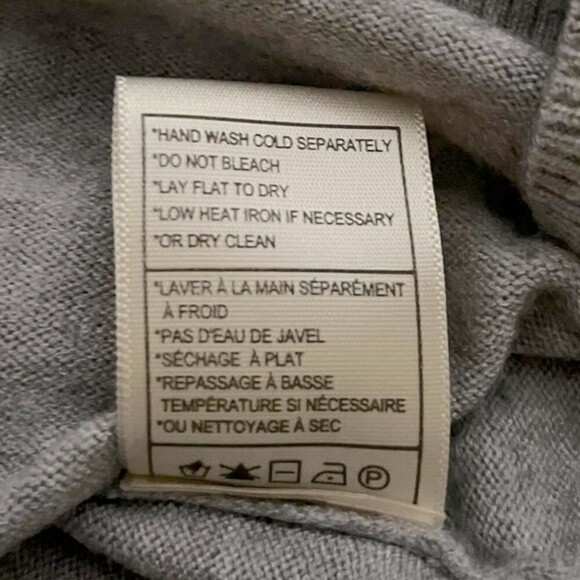 *HAND WASH COLD SEPARATELY
*DO NOT BLEACH
*LAY FLAT TO DRY
*LOW HEAT IRON IF NECESSARY
*OR DRY CLEAN
*LAVER À LA MAIN SÉPARÉMENT
À FROID
*PAS D'EAU DE JAVEL
*SÉCHAGE À PLAT
*REPASSAGE À BASSE
TEMPÉRATURE SI NÉCESSAIRE
*OU NETTOYAGE À SEC
P